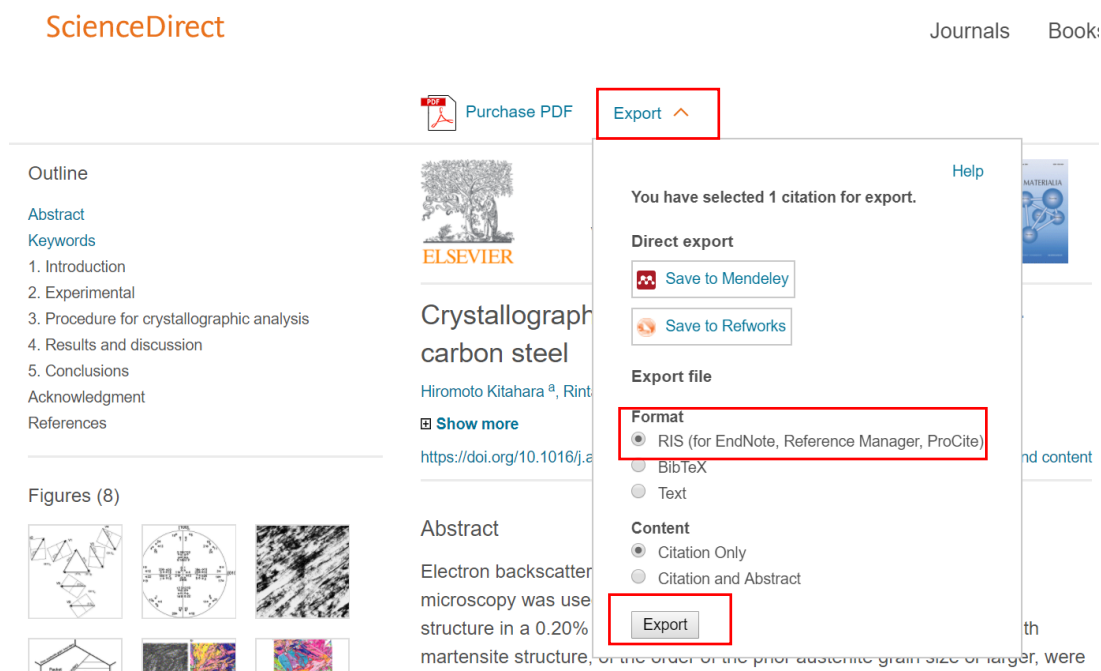 ScienceDirect
Journals Books
PDF
Purchase PDF
Export
Outline
Abstract
Keywords
1. Introduction
2. Experimental
3. Procedure for crystallographic analysis
4. Results and discussion
5. Conclusions
Acknowledgment
References
Figures (8)
ELSEVIER
MATERIALIA
Crystallograph
carbon steel
Hiromoto Kitahara a, Rint
Show more
https://doi.org/10.1016/j.a
nd content
Abstract
Electron backscatter
microscopy was use
structure in a 0.20% th
martensite structure, of the order of the prior austenite grain size or larger, were
Help
You have selected 1 citation for export.
Direct export
Save to Mendeley
Save to Refworks
Export file
Format
RIS (for EndNote, Reference Manager, ProCite)
BibTeX
Text
Content
Citation Only
Citation and Abstract
Export